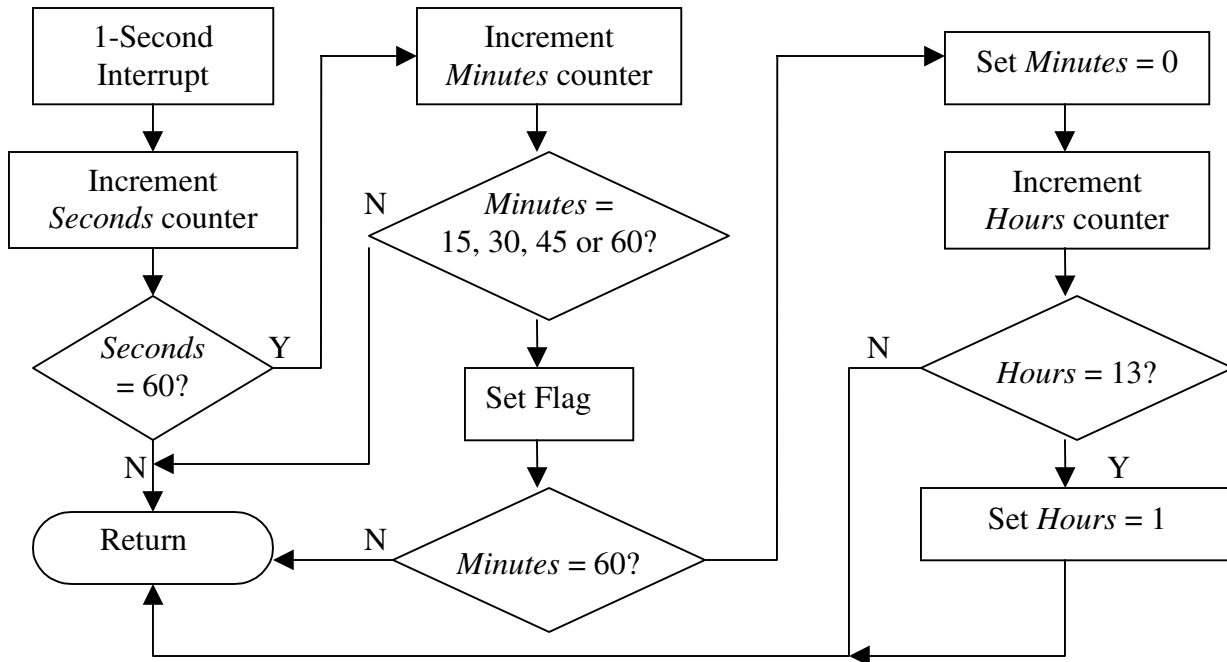 1-Second
Interrupt
Increment
Seconds counter
Seconds
= 60?
Y
N
Return
Increment
Minutes counter
N
Minutes =
15, 30, 45 or 60?
Set Flag
N
Minutes = 60?
Set Minutes = 0
Increment
Hours counter
N
Hours = 13?
Y
Set Hours = 1